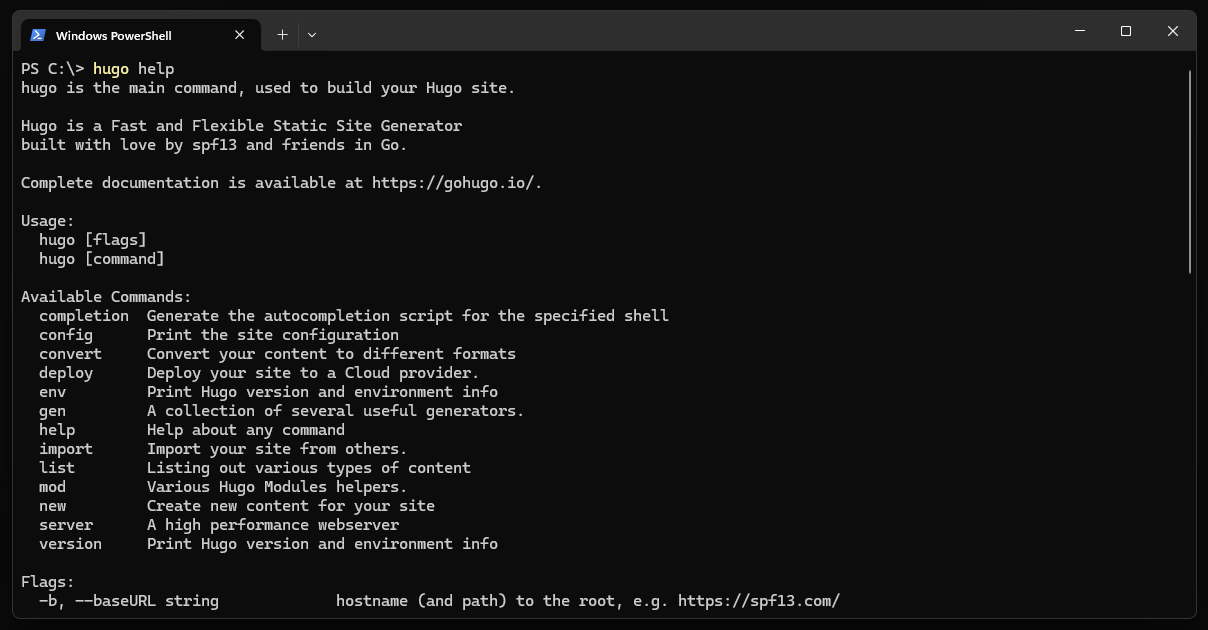 Windows PowerShell
PS C:\> hugo help
hugo is the main command, used to build your Hugo site.
Hugo is a Fast and Flexible Static Site Generator
built with love by spf13 and friends in Go.
Complete documentation is available at https://gohugo.io/.
Usage:
  hugo [flags]
  hugo [command]
Available Commands:
  completion  Generate the autocompletion script for the specified shell
  config      Print the site configuration
  convert     Convert your content to different formats
  deploy      Deploy your site to a Cloud provider.
  env         Print Hugo version and environment info
  gen         A collection of several useful generators.
  help        Help about any command
  import      Import your site from others.
  list        Listing out various types of content
  mod         Various Hugo Modules helpers.
  new         Create new content for your site
  server      A high performance webserver
  version     Print Hugo version and environment info
Flags:
  -b, --baseURL string             hostname (and path) to the root, e.g. https://spf13.com/